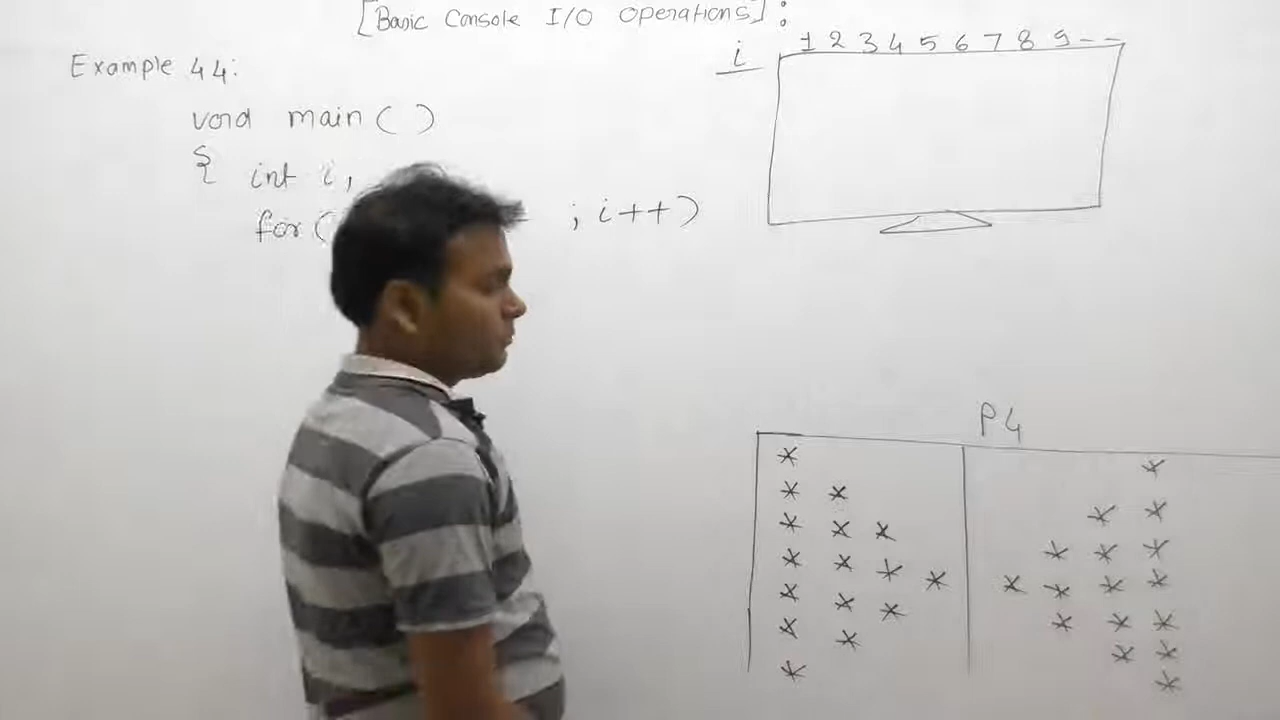 [Basic Console I/O Operations]:
Example 44:
i 1 2 3 4 5 6 7 8 9 - -
void main( )
{ int i,
for( ; i++)
P4
*
* *
* * *
* * * *
* * *
* *
*
*
* *
* * *
* * * *
* * *
* *
*